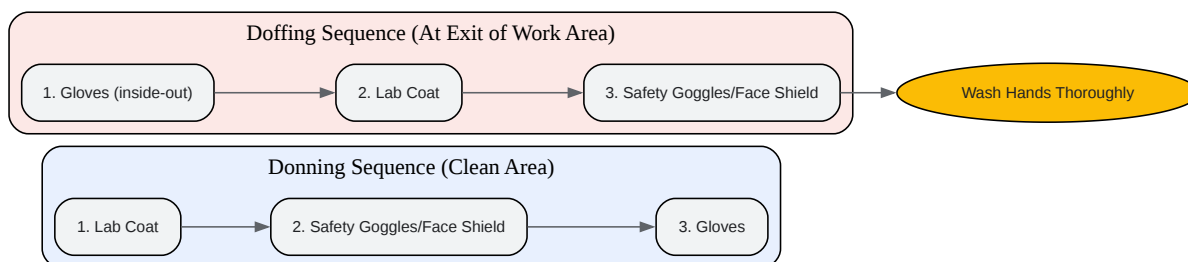 Doffing Sequence (At Exit of Work Area)
1. Gloves (inside-out)
2. Lab Coat
3. Safety Goggles/Face Shield
Wash Hands Thoroughly
Donning Sequence (Clean Area)
1. Lab Coat
2. Safety Goggles/Face Shield
3. Gloves